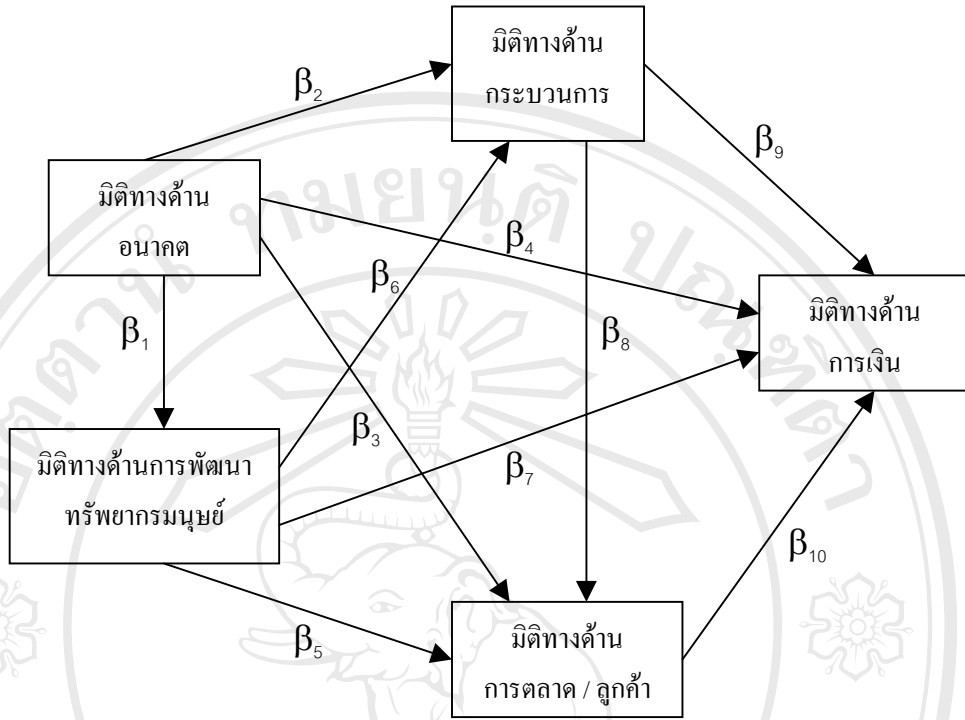 มิติทางด้าน
กระบวนการ
β2
β9
มิติทางด้าน
อนาคต
β4
β6
มิติทางด้าน
การเงิน
β1
β8
β3
มิติทางด้านการพัฒนา
ทรัพยากรมนุษย์
β7
β10
β5
มิติทางด้าน
การตลาด / ลูกค้า